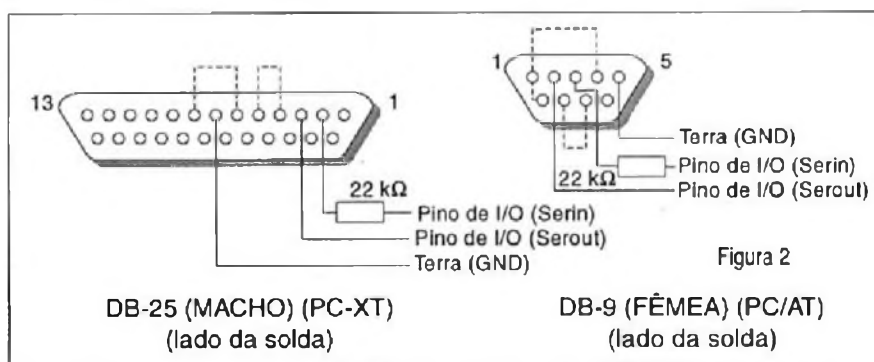 13
1
22 kΩ
Pino de I/O (Serin)
Pino de I/O (Serout)
Terra (GND)
DB-25 (MACHO) (PC-XT)
(lado da solda)
1
5
Terra (GND)
Pino de I/O (Serin)
22 kΩ
Pino de I/O (Serout)
Figura 2
DB-9 (FÊMEA) (PC/AT)
(lado da solda)